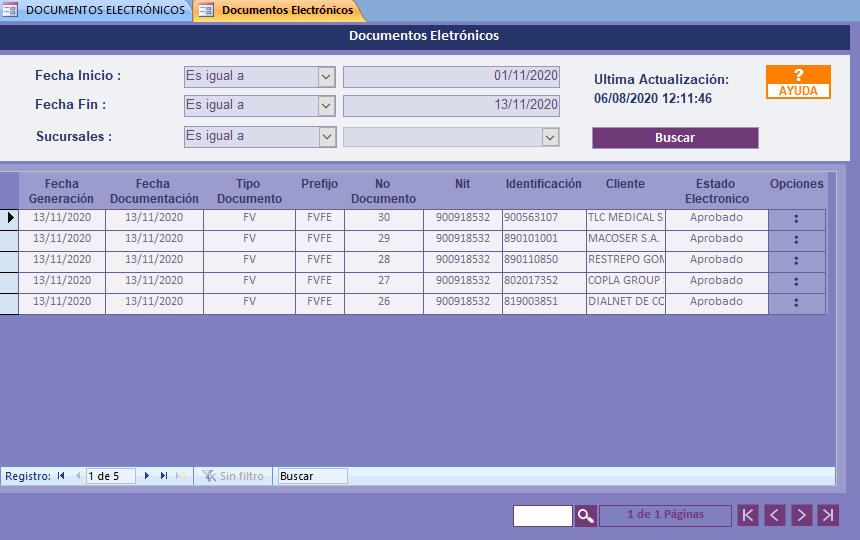 DOCUMENTOS ELECTRÓNICOS Documentos Electrónicos
Documentos Eletrónicos
Fecha Inicio : Es igual a 01/11/2020
Fecha Fin : Es igual a 13/11/2020
Sucursales : Es igual a
Ultima Actualización:
06/08/2020 12:11:46
?
AYUDA
Buscar
Fecha Generación Fecha Documentación Tipo Documento Prefijo No Documento Nit Identificación Cliente Estado Electronico Opciones
13/11/2020 13/11/2020 FV FVFE 30 900918532 900563107 TLC MEDICAL S Aprobado :
13/11/2020 13/11/2020 FV FVFE 29 900918532 890101001 MACOSER S.A. Aprobado :
13/11/2020 13/11/2020 FV FVFE 28 900918532 890110850 RESTREPO GOM Aprobado :
13/11/2020 13/11/2020 FV FVFE 27 900918532 802017352 COPLA GROUP Aprobado :
13/11/2020 13/11/2020 FV FVFE 26 900918532 819003851 DIALNET DE CO Aprobado :
Registro: 1 de 5 Sin filtro Buscar
1 de 1 Páginas